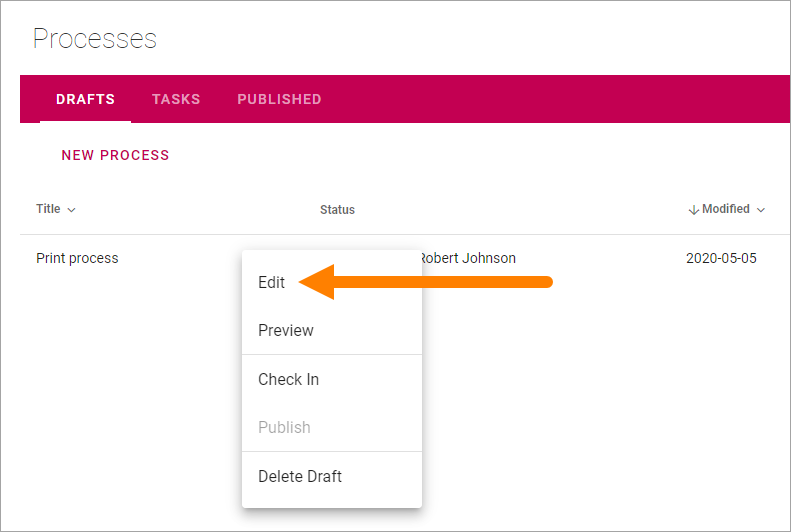 Processes
DRAFTS TASKS PUBLISHED
NEW PROCESS
Title Status Modified
Print process Robert Johnson 2020-05-05
Edit
Preview
Check In
Publish
Delete Draft